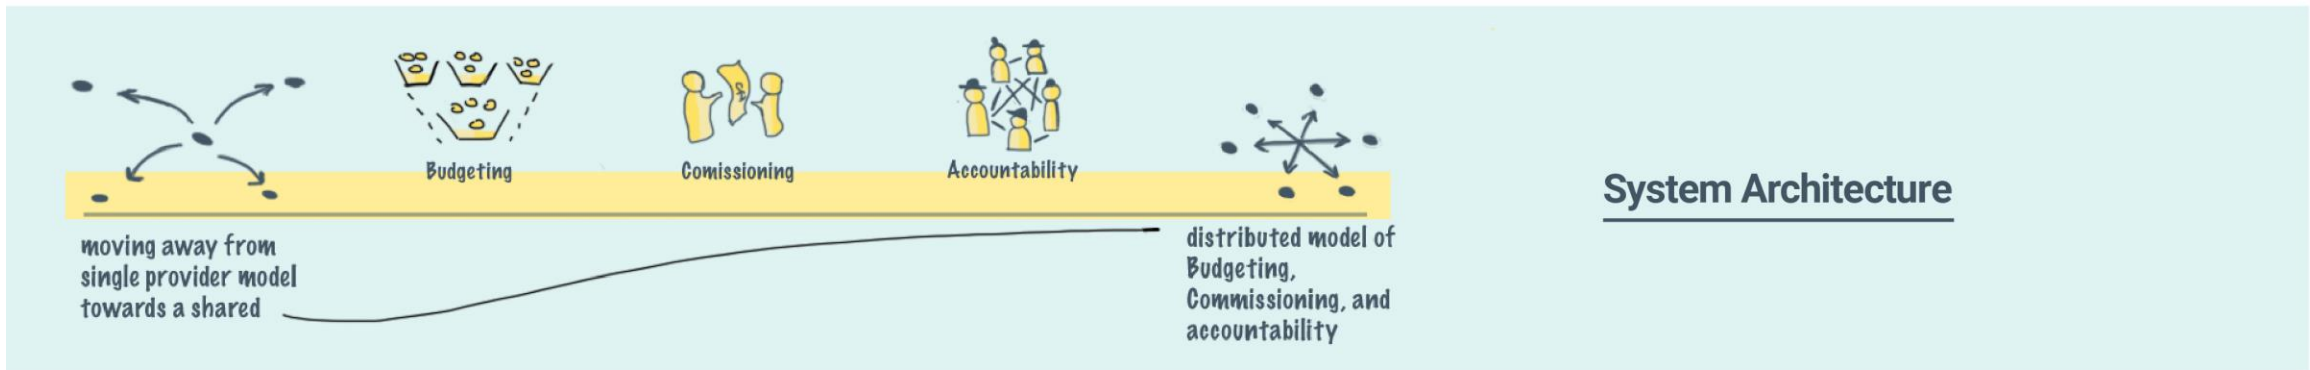 Budgeting
Comissioning
Accountability
System Architecture
moving away from
single provider model
towards a shared
distributed model of
Budgeting,
Commissioning, and
accountability